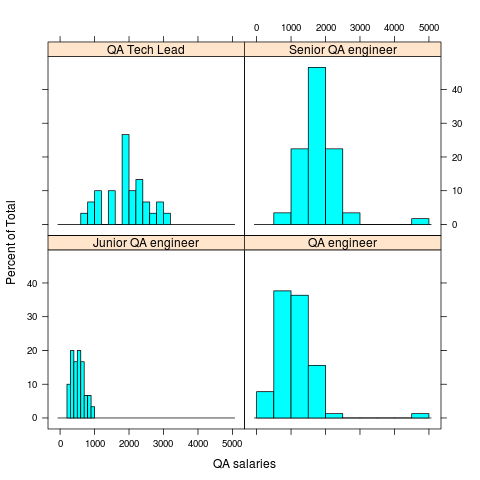 0 1000 2000 3000 4000 5000
QA Tech Lead Senior QA engineer
40
30
20
10
0
Percent of Total
Junior QA engineer QA engineer
40
30
20
10
0
0 1000 2000 3000 4000 5000
QA salaries